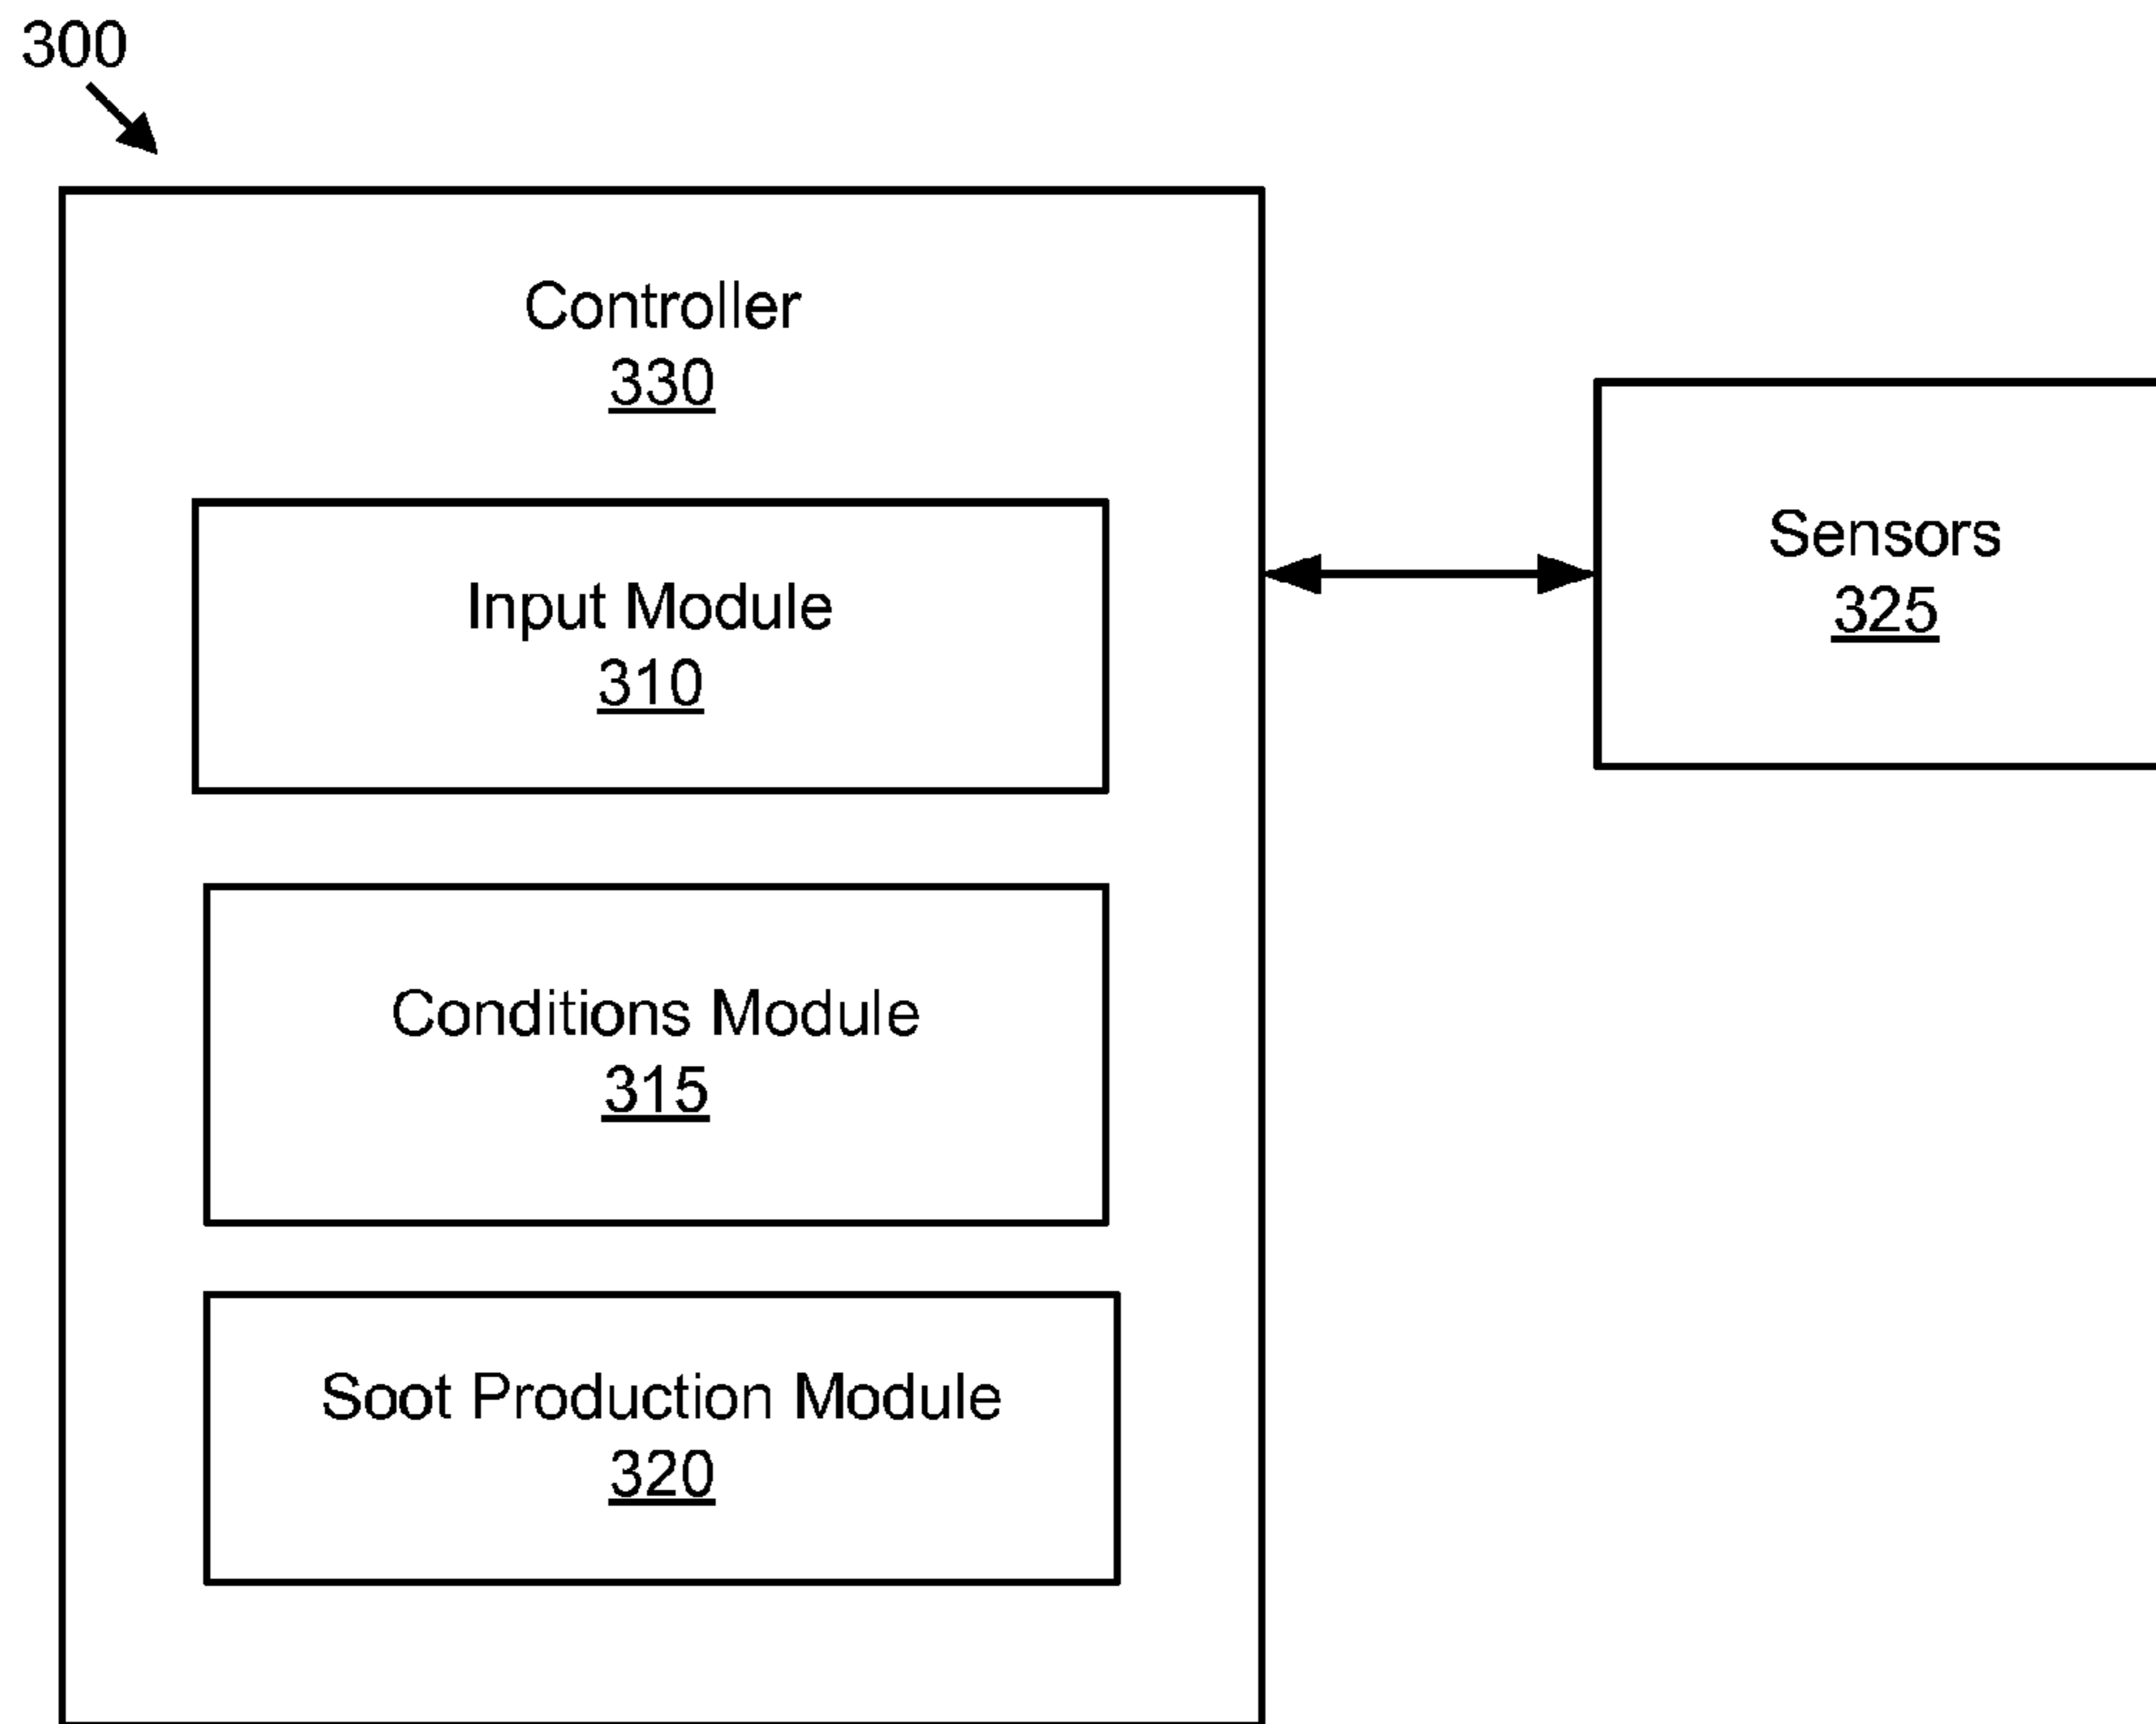 300
Controller
330
Input Module
310
Sensors
325
Conditions Module
315
Soot Production Module
320